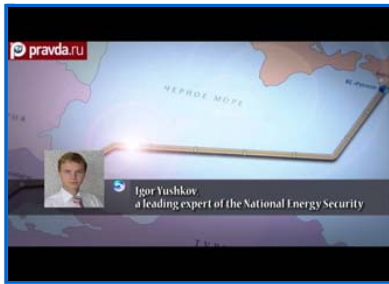 pravda.ru
ЧЕРНОЕ МОРЕ
Igor Yushkov
a leading expert of the National Energy Security